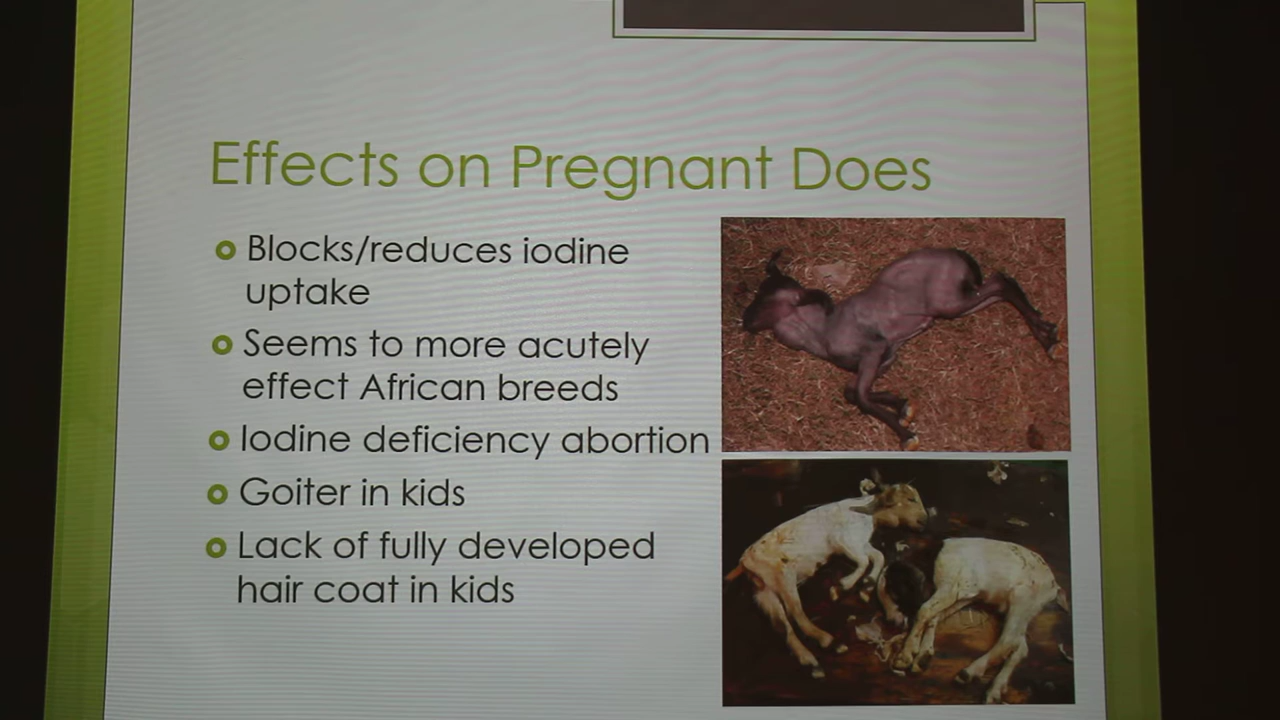 Effects on Pregnant Does
Blocks/reduces iodine
uptake
Seems to more acutely
effect African breeds
Iodine deficiency abortion
Goiter in kids
Lack of fully developed
hair coat in kids